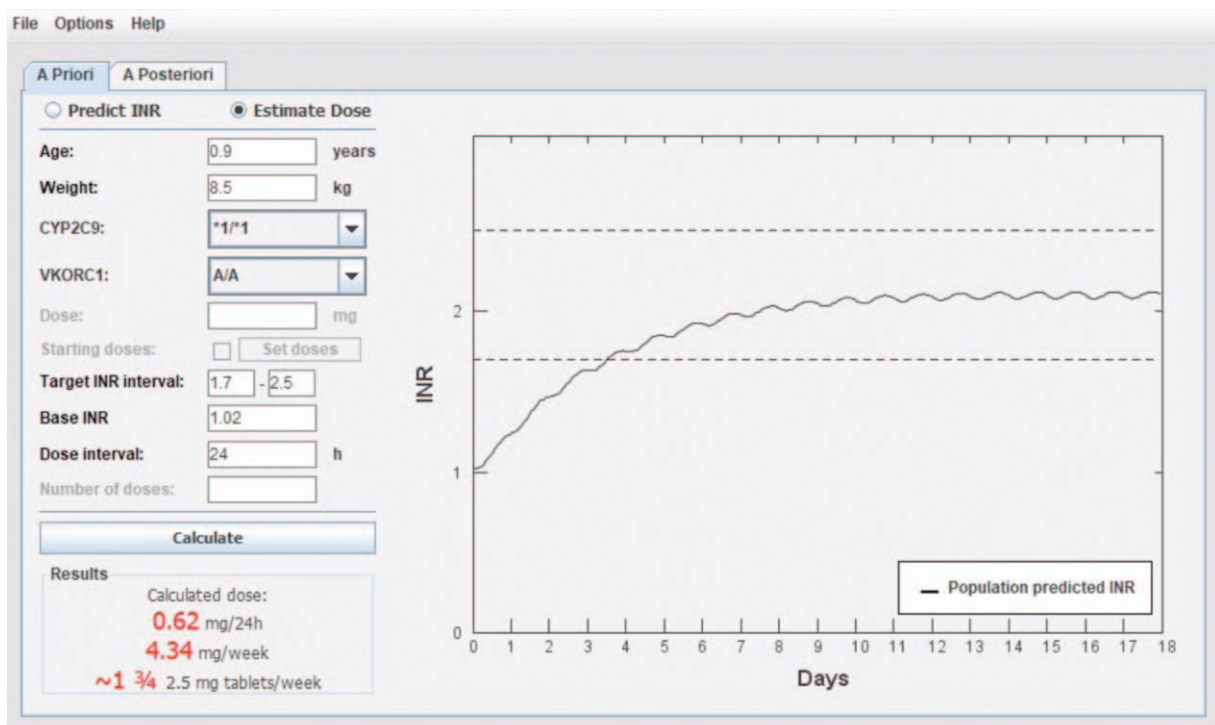 File Options Help
A Priori A Posteriori
Predict INR Estimate Dose
Age: 0.9 years
Weight: 8.5 kg
CYP2C9: *1/*1
VKORC1: A/A
Dose: mg
Starting doses: Set doses
Target INR interval: 1.7 - 2.5
Base INR 1.02
Dose interval: 24 h
Number of doses:
Calculate
Results
Calculated dose:
0.62 mg/24h
4.34 mg/week
~1 ¾ 2.5 mg tablets/week
INR
2
1
0
0 1 2 3 4 5 6 7 8 9 10 11 12 13 14 15 16 17 18
Days
Population predicted INR